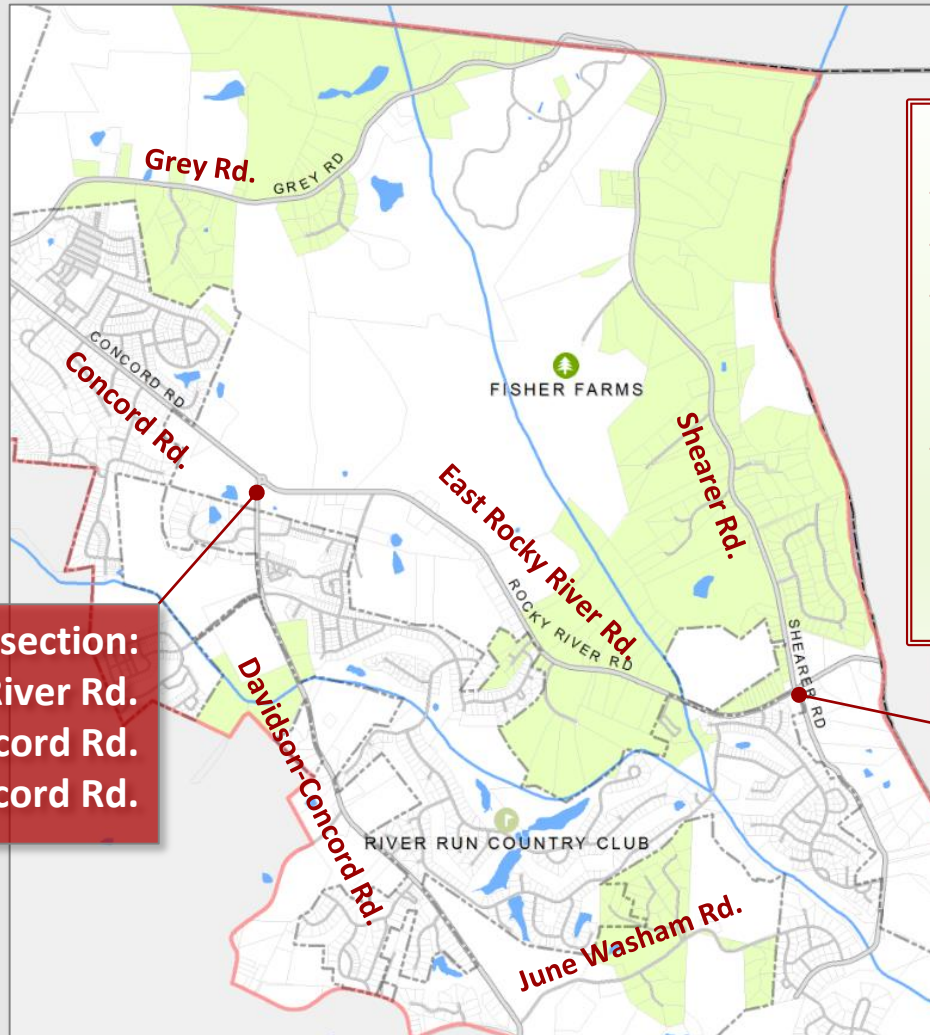 Grey Rd.
GREY RD
CONCORD RD
Concord Rd.
FISHER FARMS
Shearer Rd.
East Rocky River Rd.
ROCKY RIVER RD
SHEARER RD
section:
River Rd.
cord Rd.
cord Rd.
Davidson-Concord Rd.
RIVER RUN COUNTRY CLUB
June Washam Rd.